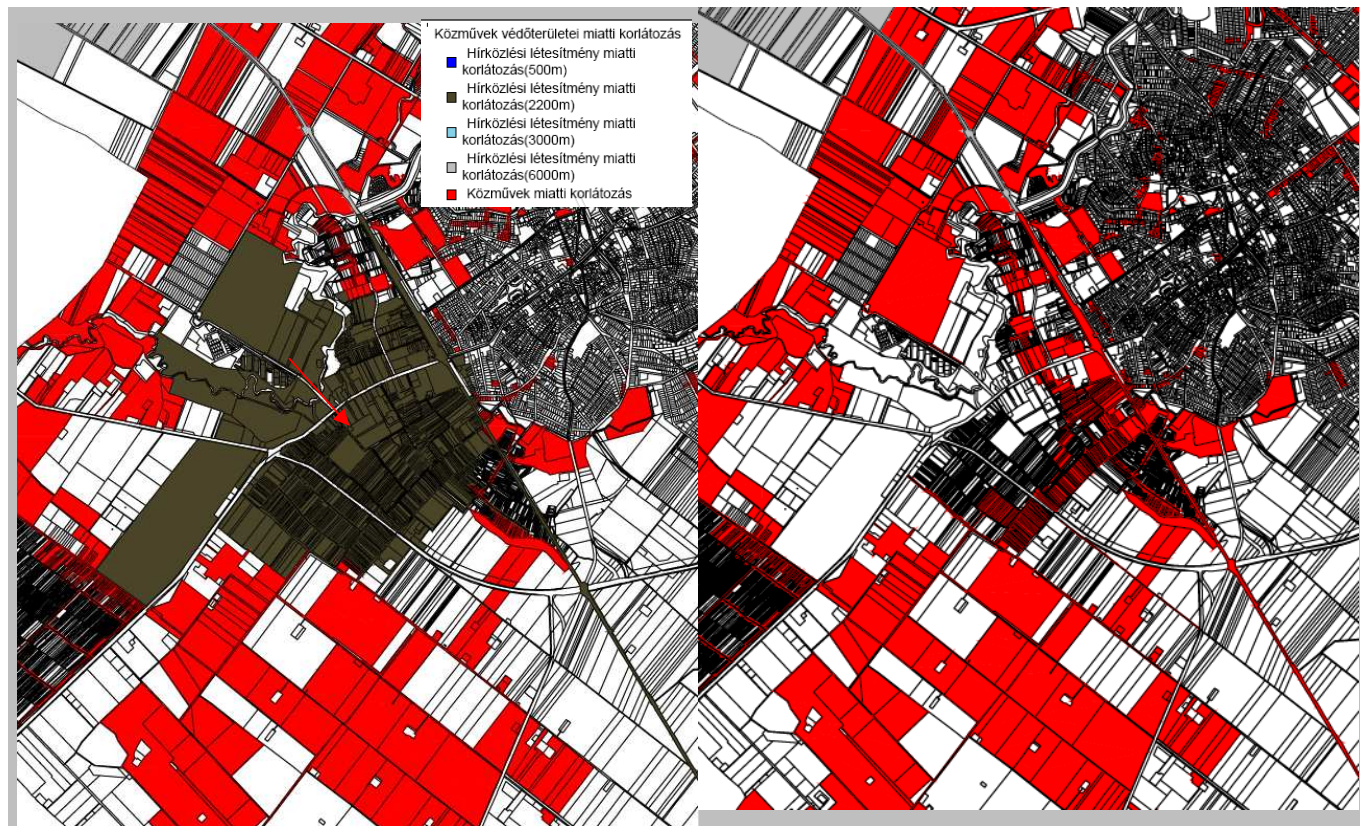 Közművek védőterületei miatti korlátozás
Hírközlési létesítmény miatti
korlátozás(500m)
Hírközlési létesítmény miatti
korlátozás(2200m)
Hírközlési létesítmény miatti
korlátozás(3000m)
Hírközlési létesítmény miatti
korlátozás(6000m)
Közművek miatti korlátozás